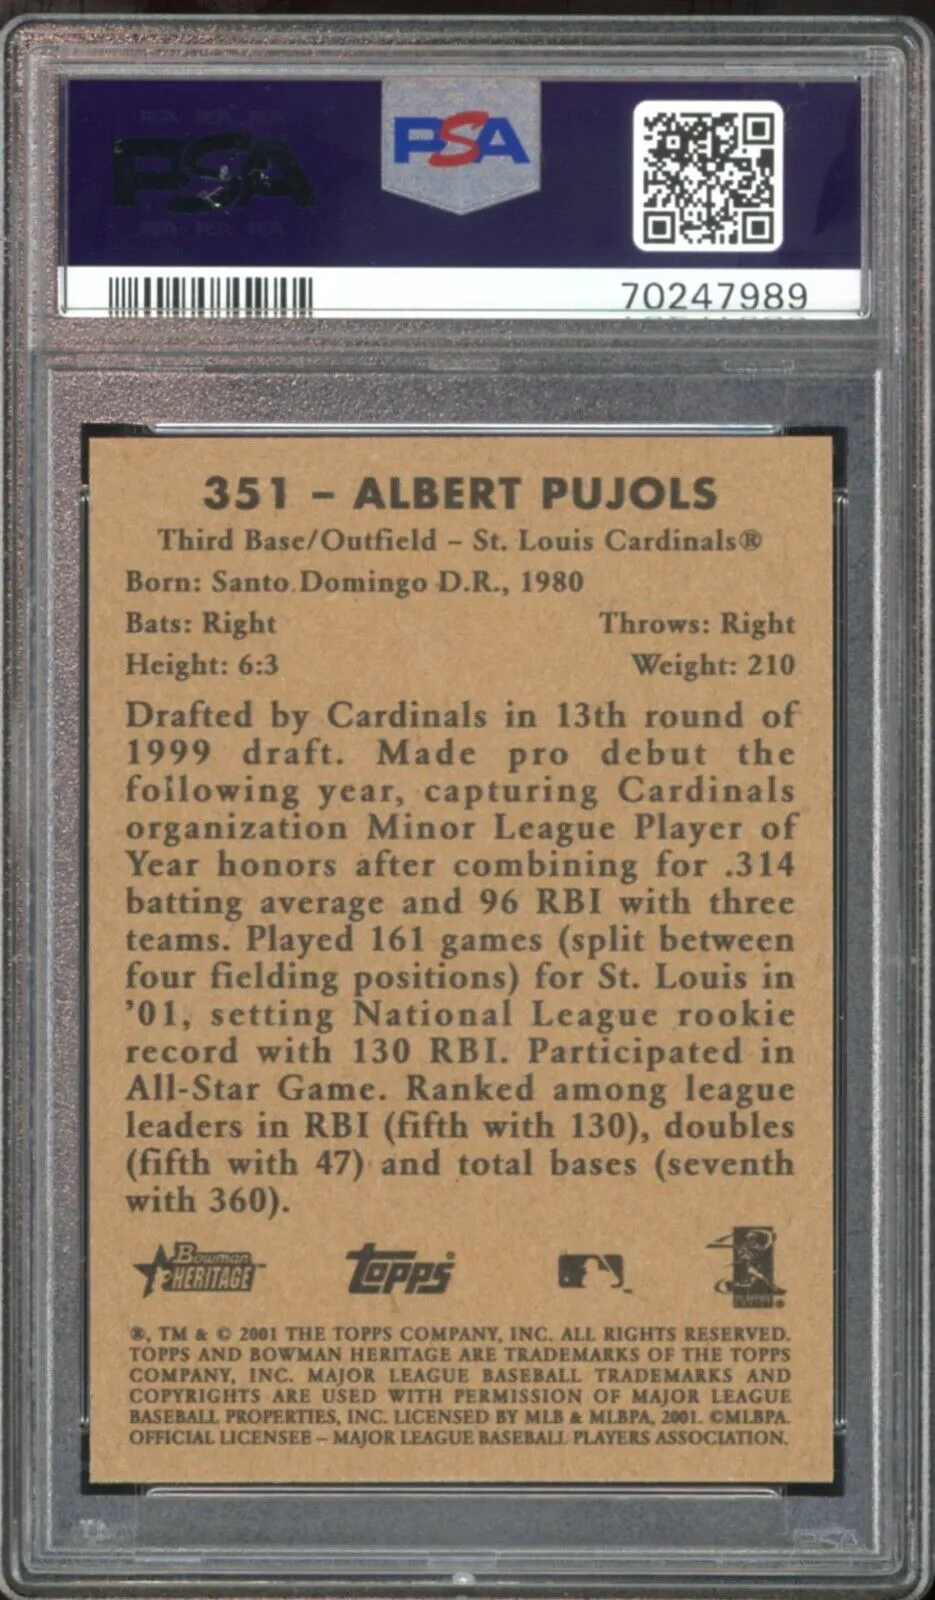 PSA
PSA
70247989
351 – ALBERT PUJOLS
Third Base/Outfield – St. Louis Cardinals®
Born: Santo Domingo D.R., 1980
Bats: Right Throws: Right
Height: 6:3 Weight: 210
Drafted by Cardinals in 13th round of
1999 draft. Made pro debut the
following year, capturing Cardinals
organization Minor League Player of
Year honors after combining for .314
batting average and 96 RBI with three
teams. Played 161 games (split between
four fielding positions) for St. Louis in
’01, setting National League rookie
record with 130 RBI. Participated in
All-Star Game. Ranked among league
leaders in RBI (fifth with 130), doubles
(fifth with 47) and total bases (seventh
with 360).
Bowman
HERITAGE
Topps®
®, TM & © 2001 THE TOPPS COMPANY, INC. ALL RIGHTS RESERVED.
TOPPS AND BOWMAN HERITAGE ARE TRADEMARKS OF THE TOPPS
COMPANY, INC. MAJOR LEAGUE BASEBALL TRADEMARKS AND
COPYRIGHTS ARE USED WITH PERMISSION OF MAJOR LEAGUE
BASEBALL PROPERTIES, INC. LICENSED BY MLB & MLBPA, 2001. ©MLBPA.
OFFICIAL LICENSEE – MAJOR LEAGUE BASEBALL PLAYERS ASSOCIATION.
PSA